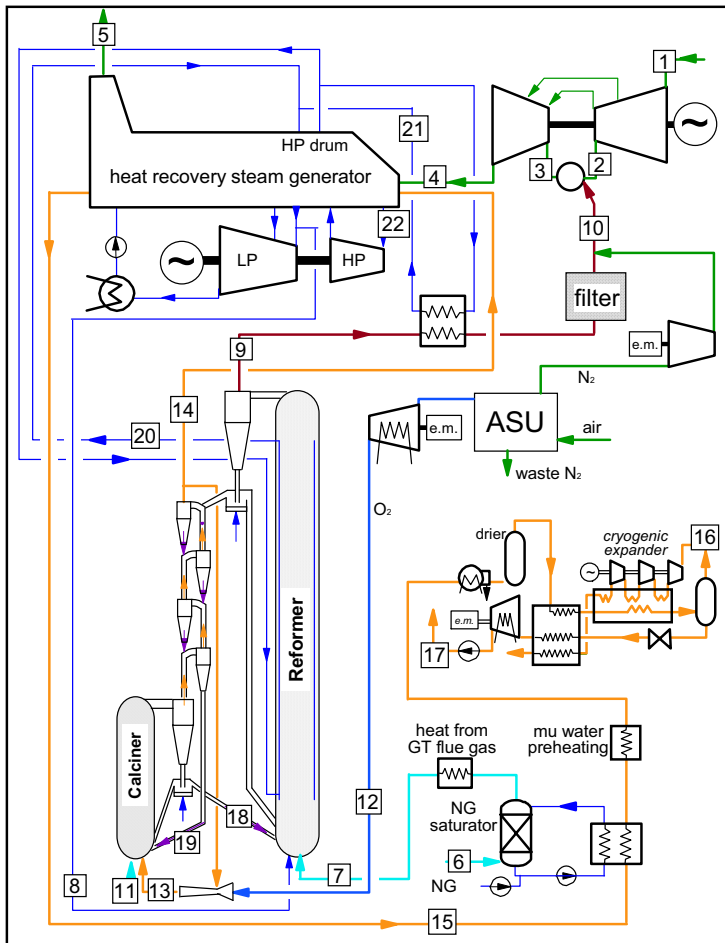 5
1
21
HP drum
heat recovery steam generator
4
3
2
~
22
10
~
LP
HP
filter
e.m.
9
N₂
14
ASU
e.m.
air
20
waste N₂
O₂
drier
cryogenic
expander
16
~
e.m.
17
Reformer
Calciner
heat from
GT flue gas
mu water
preheating
12
NG
saturator
18
19
6
7
8
11
13
NG
15